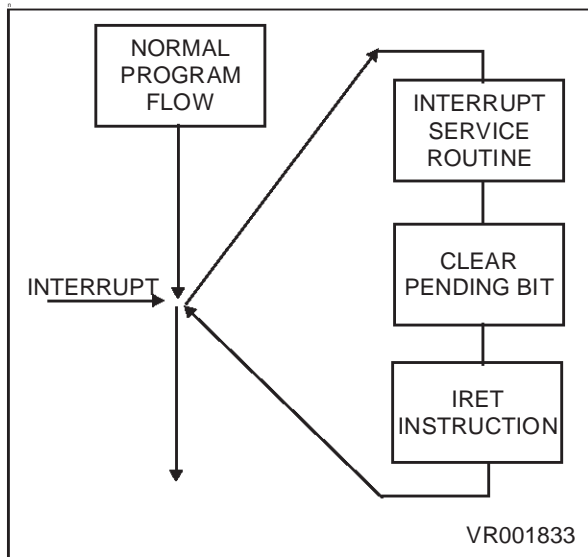 NORMAL
PROGRAM
FLOW
INTERRUPT
SERVICE
ROUTINE
INTERRUPT
CLEAR
PENDING BIT
IRET
INSTRUCTION
VR001833